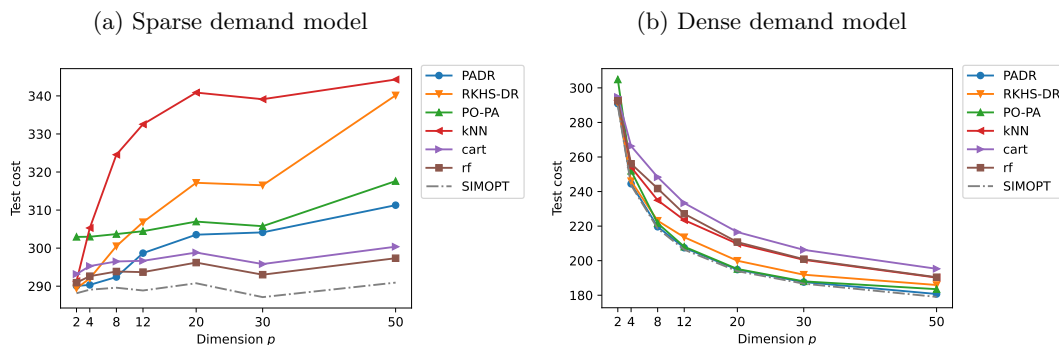 (a) Sparse demand model
Test cost
340
330
320
310
300
290
2 4 8 12 20 30 50
Dimension p
PADR
RKHS-DR
PO-PA
kNN
cart
rf
SIMOPT
(b) Dense demand model
Test cost
300
280
260
240
220
200
180
2 4 8 12 20 30 50
Dimension p
PADR
RKHS-DR
PO-PA
kNN
cart
rf
SIMOPT